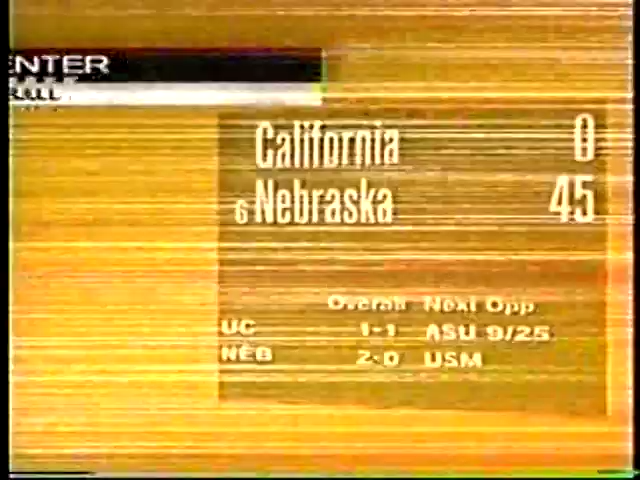 ENTER
California 0
6 Nebraska 45
Overall Next Opp
UC 1-1 ASU 9/25
NEB 2-0 USM